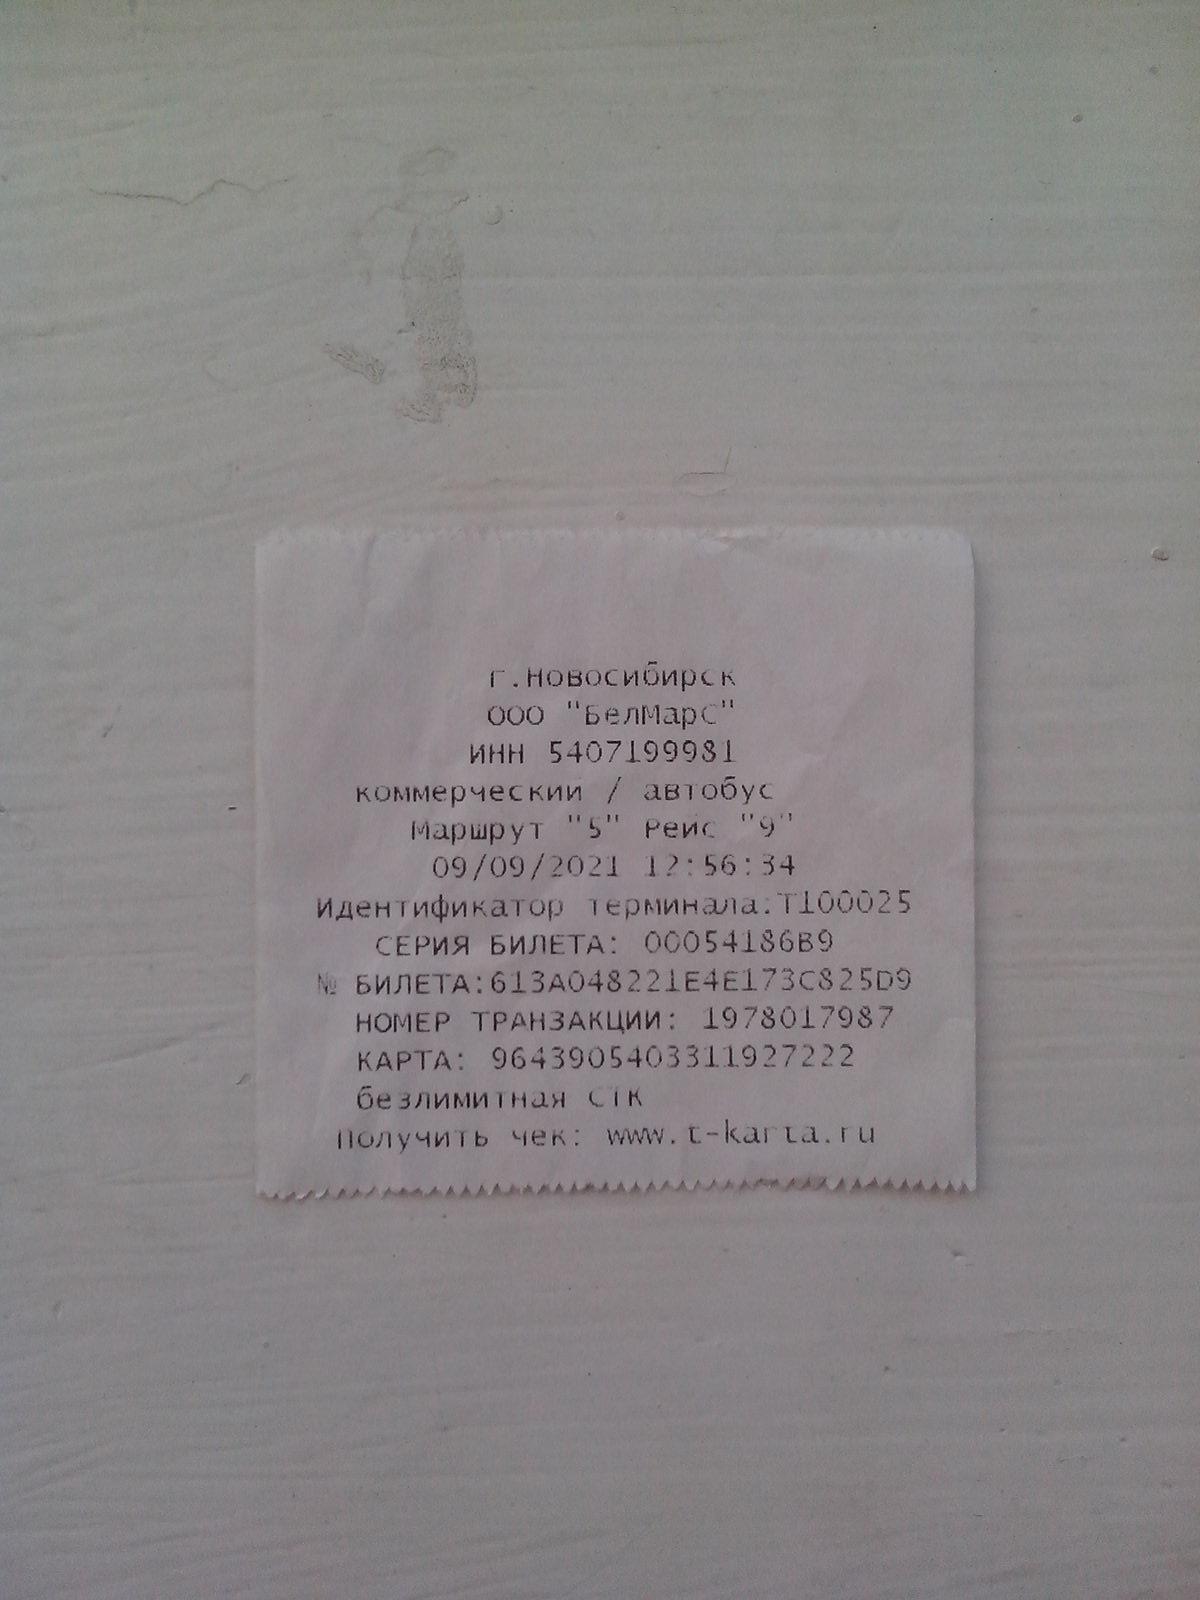 г.Новосибирск
ООО "БелМарС"
ИНН 5407199981
коммерческий / автобус
Маршрут "5" Рейс "9"
09/09/2021 12:56:34
Идентификатор терминала:T100025
СЕРИЯ БИЛЕТА: 00054186B9
№ БИЛЕТА:613A048221E4E173C825D9
НОМЕР ТРАНЗАКЦИИ: 1978017987
КАРТА: 9643905403311927222
безлимитная СТК
Получить чек: www.t-karta.ru